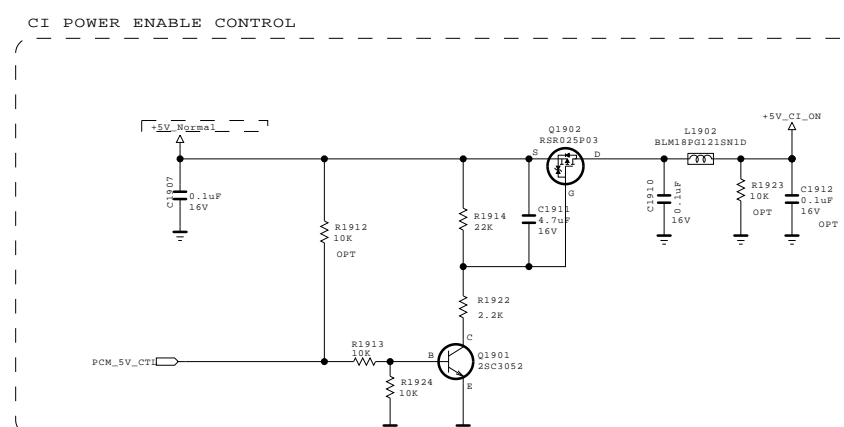 CI POWER ENABLE CONTROL
+5V_Normal
C1907
0.1uF
16V
R1912
10K
OPT
R1914
22K
C1911
4.7uF
16V
Q1902
RSR025P03
S
D
G
L1902
BLM18PG121SN1D
+5V_CI_ON
C1910
0.1uF
16V
R1923
10K
OPT
C1912
0.1uF
16V
OPT
R1922
2.2K
PCM_5V_CTL
R1913
10K
R1924
10K
B
C
E
Q1901
2SC3052